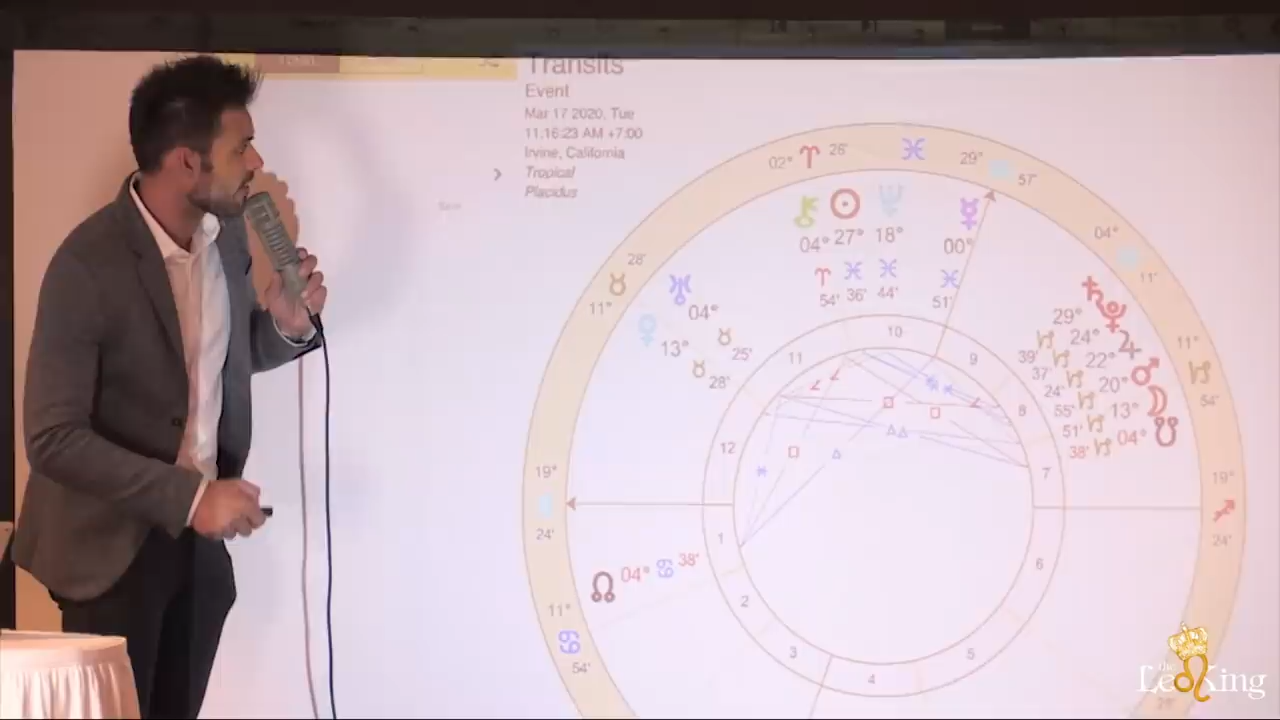 Transits
Event
Mar 17 2020, Tue
11:16:23 AM +7:00
Irvine, California
Tropical
Placidus
02° ♈ 28' ♓ 29° 57'
04° 11'
11° ♑ 54'
19° ♐ 24'
28' ♉ 11°
19° 24'
11° ♋ 54'
04° ♈ 54'
27° ♓ 36'
18° ♓ 44'
00° ♓ 51'
04° ♉ 25'
13° ♉ 28'
29° ♑ 39'
24° ♑ 37'
22° ♑ 24'
20° ♑ 55'
13° ♑ 51'
04° ♑ 38'
04° ♋ 38'
10
11
9
12
8
7
1
6
2
3
4
5
the Leo King